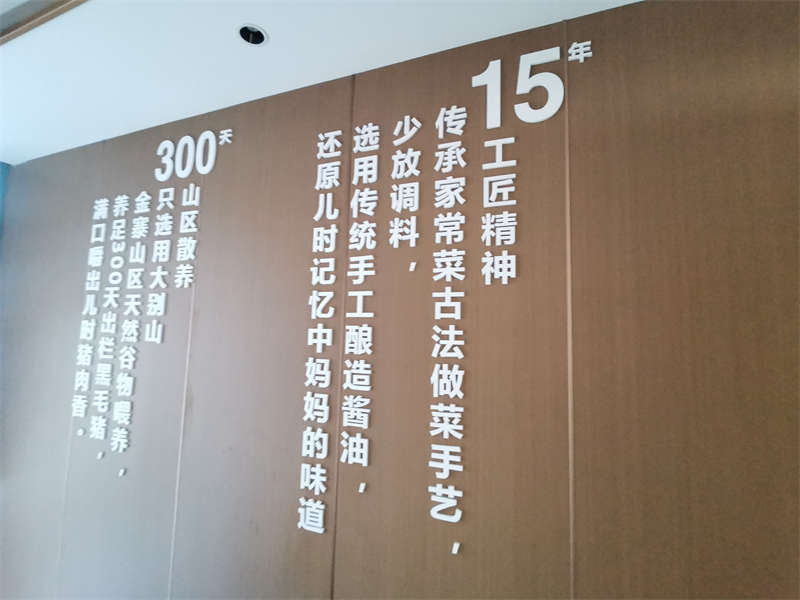 15年
工匠精神
传承家常菜古法做菜手艺，
少放调料，
选用传统手工酿造酱油，
还原儿时记忆中妈妈的味道
300天
山区散养
只选用大别山
金寨山区天然谷物喂养，
养足300天出栏黑毛猪，
满口嚼出儿时猪肉香。